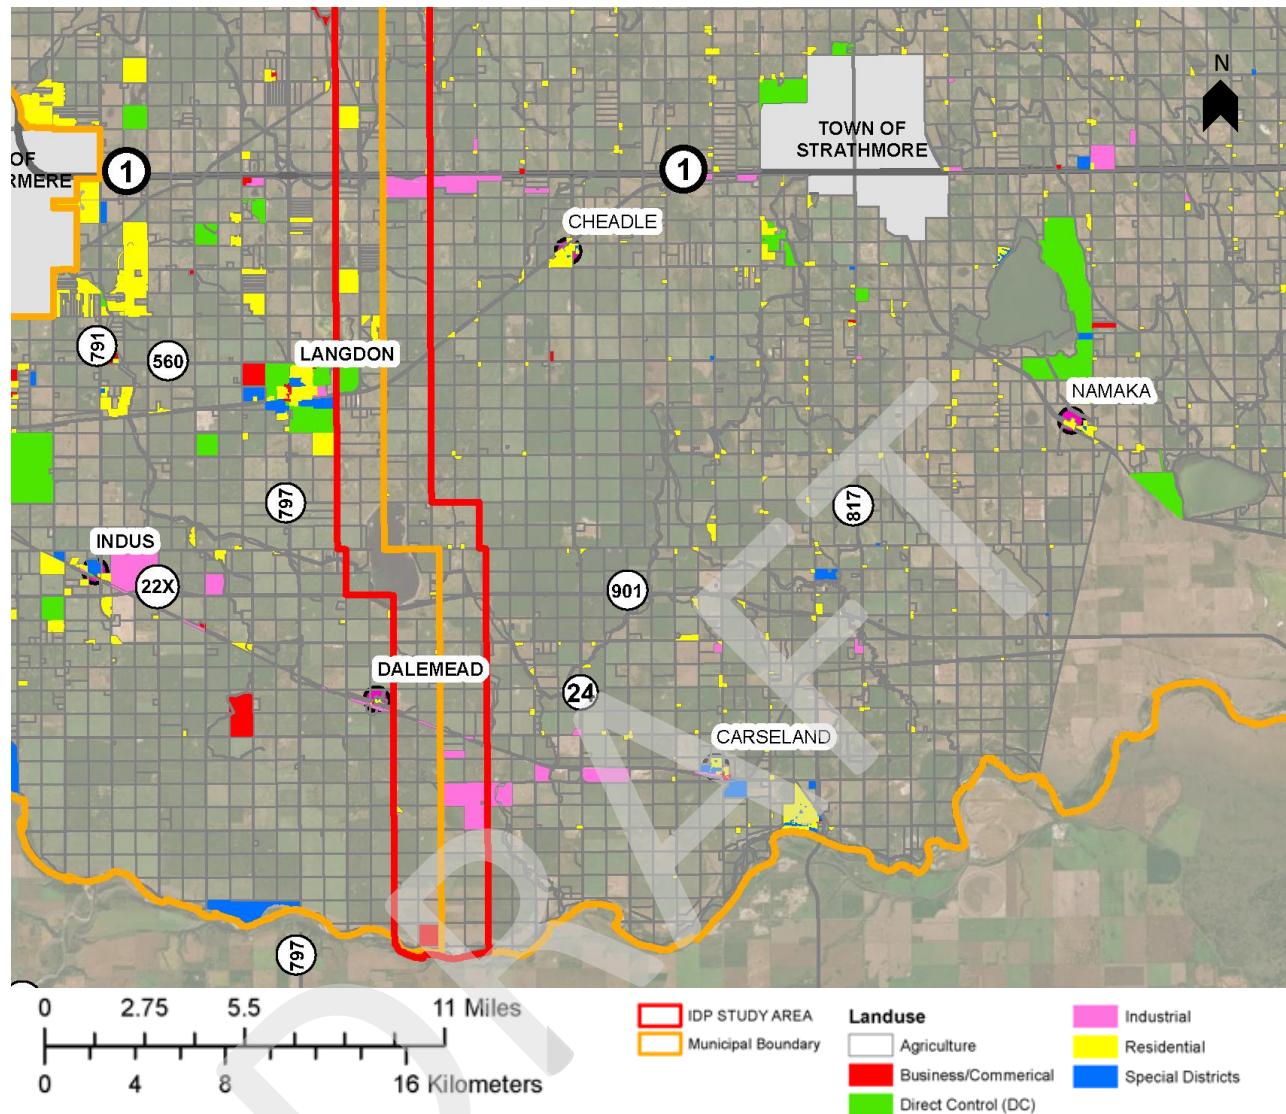 N
TOWN OF
STRATHMORE
OF
RMERE
1
1
CHEADLE
791
560
LANGDON
NAMAKA
797
817
INDUS
22X
901
DALEMEAD
24
CARSELAND
797
DRAFT
0 2.75 5.5 11 Miles
0 4 8 16 Kilometers
IDP STUDY AREA
Municipal Boundary
Landuse
Agriculture
Business/Commerical
Direct Control (DC)
Industrial
Residential
Special Districts